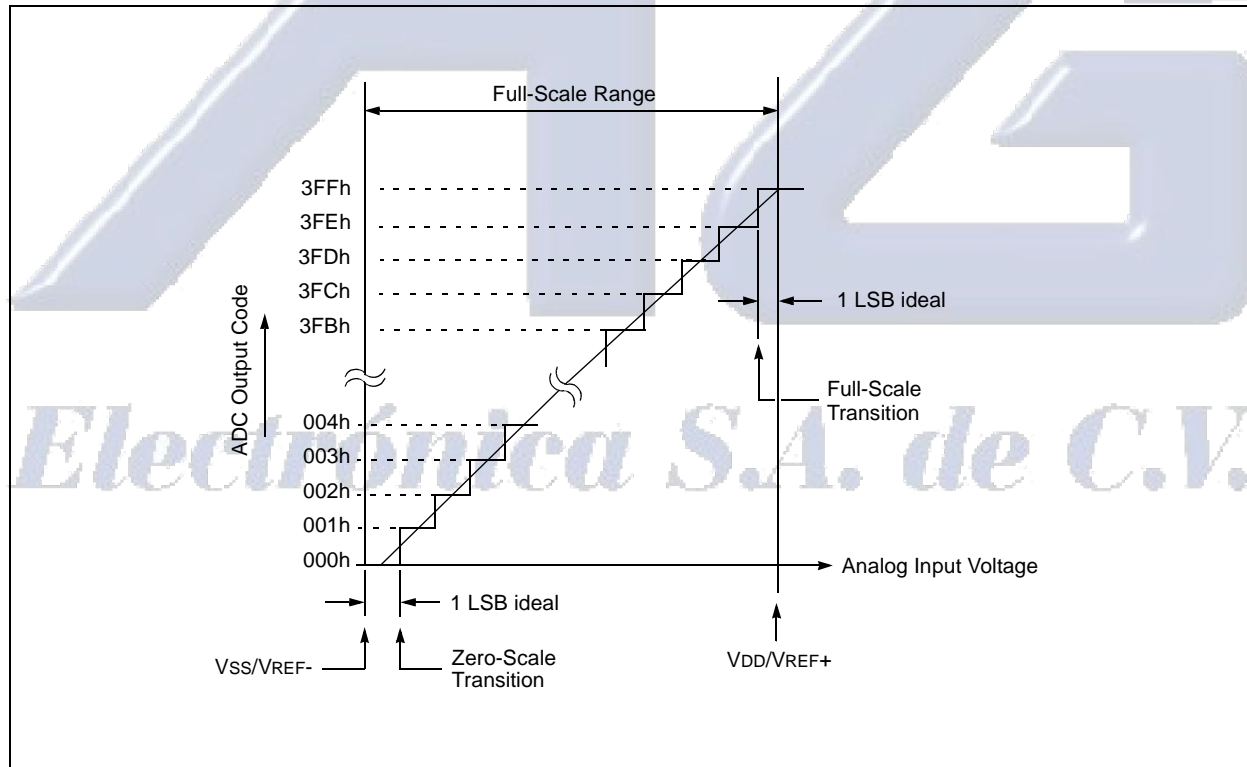 Full-Scale Range
3FFh
3FEh
3FDh
3FCh
1 LSB ideal
3FBh
ADC Output Code
Full-Scale
Transition
004h
003h
Electrónica S.A. de C.V.
002h
001h
000h
Analog Input Voltage
1 LSB ideal
VSS/VREF-
Zero-Scale
Transition
VDD/VREF+
AG